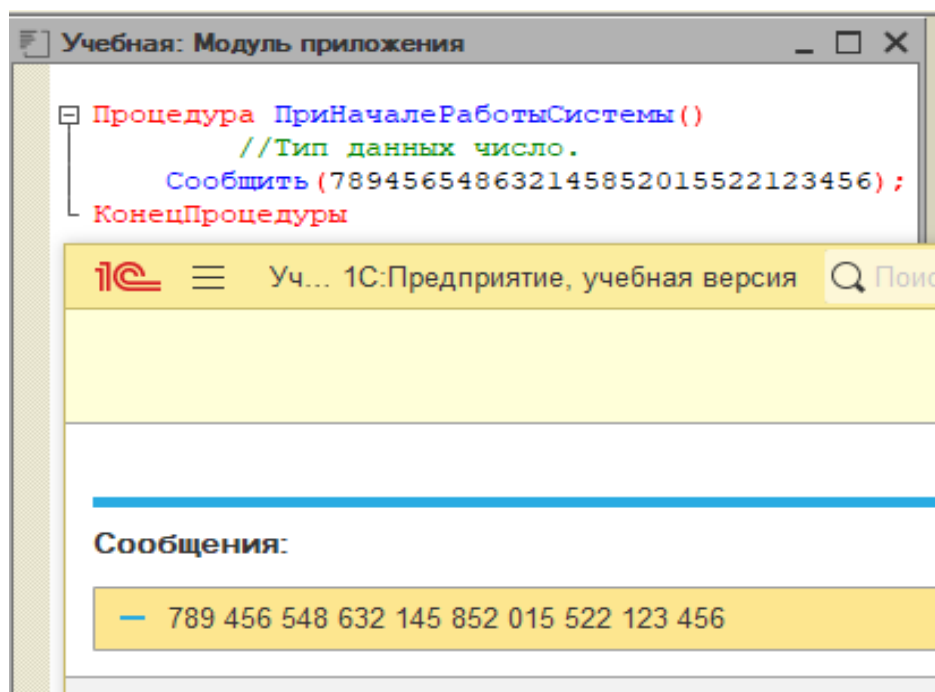 Учебная: Модуль приложения
Процедура ПриНачалеРаботыСистемы()
//Тип данных число.
Сообщить(789456548632145852015522123456);
КонецПроцедуры
1С Уч... 1С:Предприятие, учебная версия Поис
Сообщения:
789 456 548 632 145 852 015 522 123 456